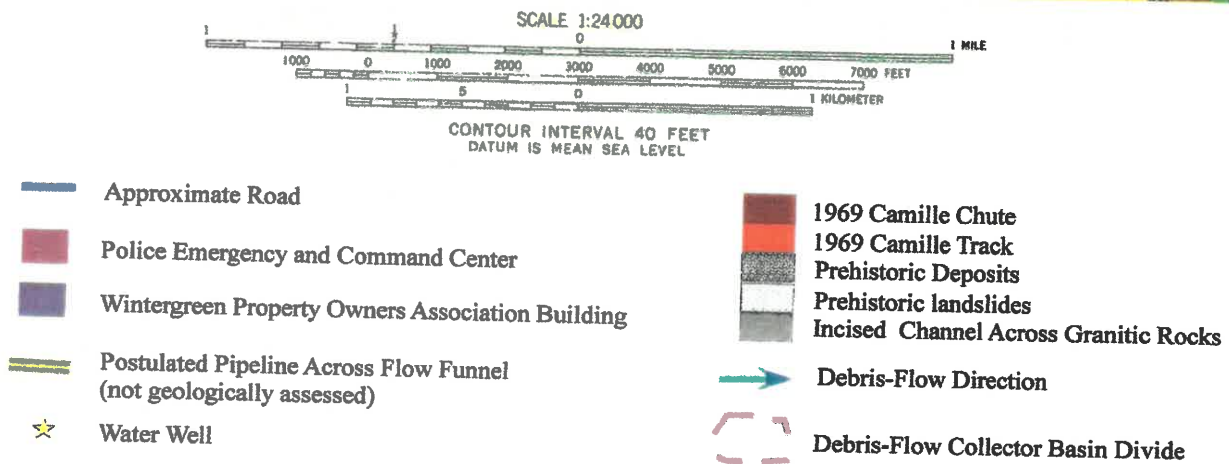 SCALE 1:24000
1 0 1 MILE
1000 0 1000 2000 3000 4000 5000 6000 7000 FEET
1 5 0 1 KILOMETER
CONTOUR INTERVAL 40 FEET
DATUM IS MEAN SEA LEVEL
Approximate Road
Police Emergency and Command Center
Wintergreen Property Owners Association Building
Postulated Pipeline Across Flow Funnel
(not geologically assessed)
Water Well
1969 Camille Chute
1969 Camille Track
Prehistoric Deposits
Prehistoric landslides
Incised Channel Across Granitic Rocks
Debris-Flow Direction
Debris-Flow Collector Basin Divide